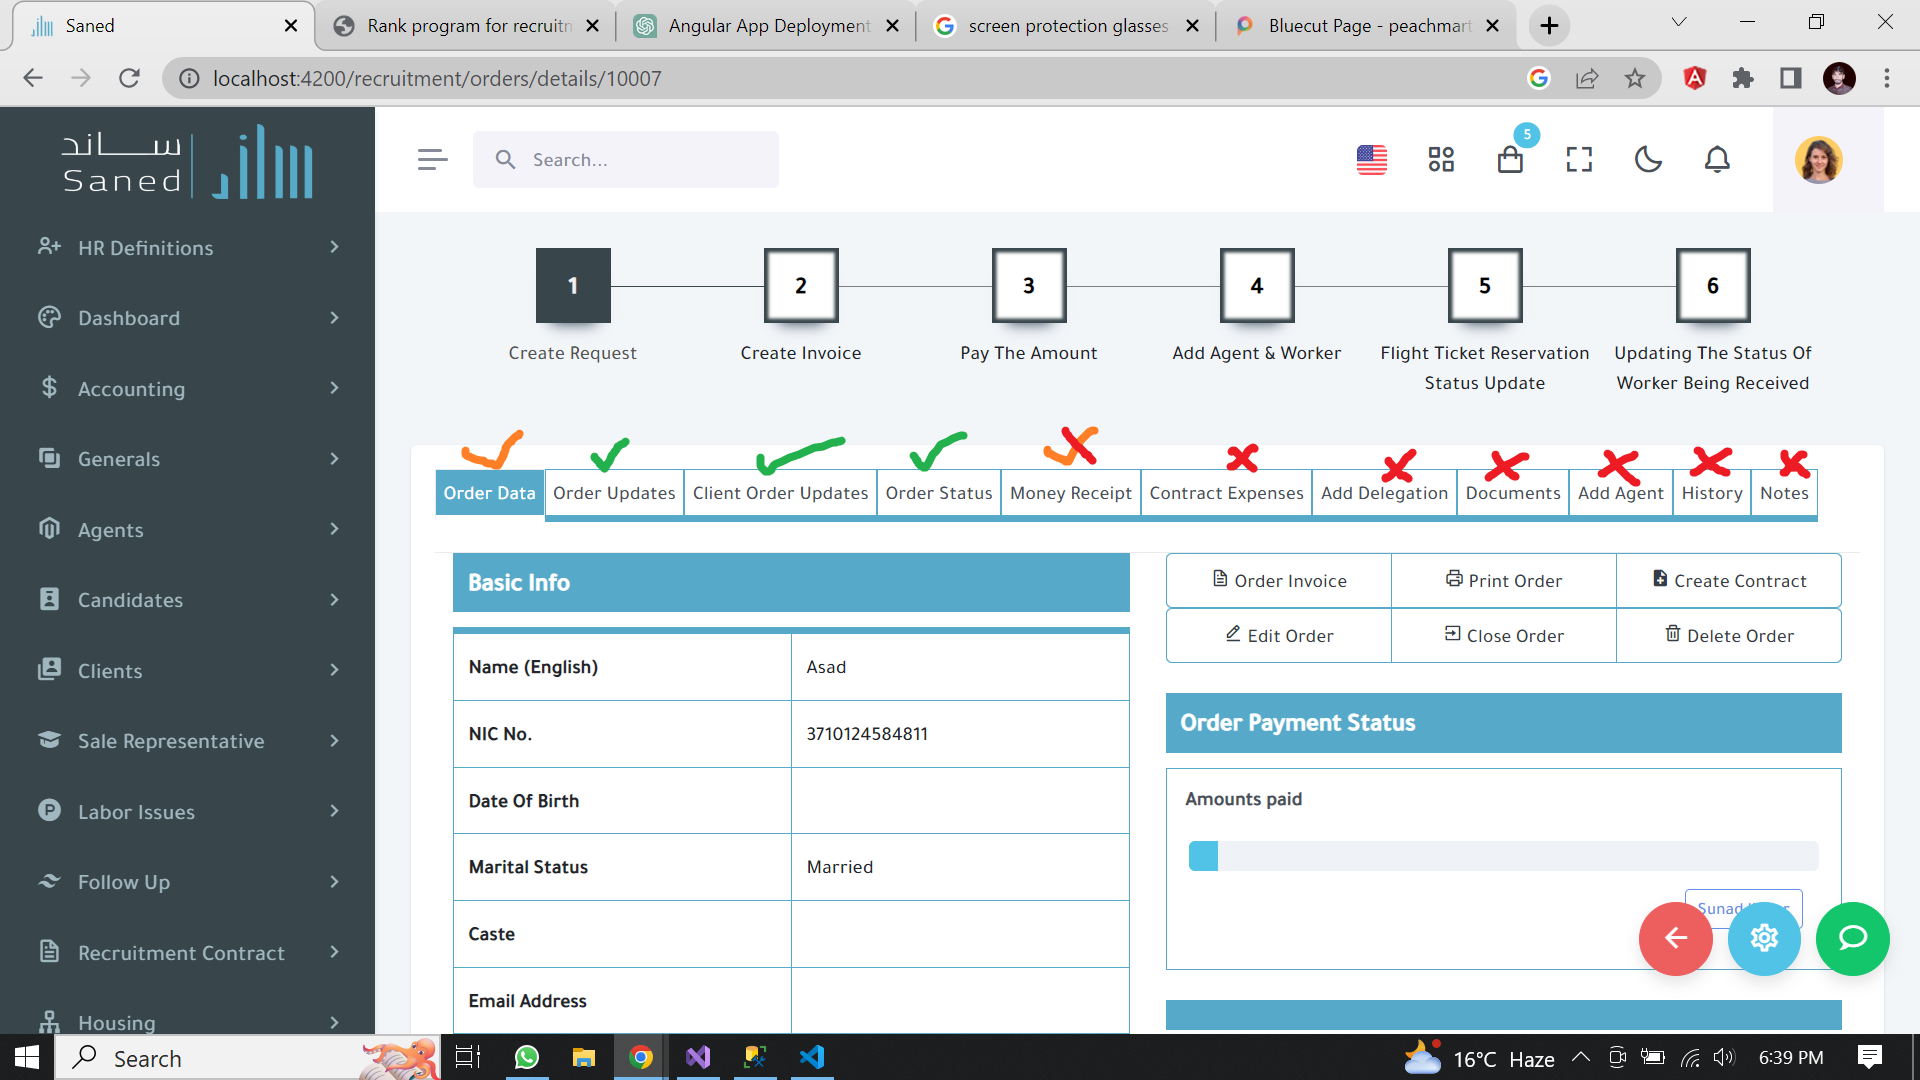 Saned
Rank program for recruitm
Angular App Deployment
screen protection glasses
Bluecut Page - peachmart
localhost:4200/recruitment/orders/details/10007
ساند
Saned
Search...
5
HR Definitions
Dashboard
Accounting
Generals
Agents
Candidates
Clients
Sale Representative
Labor Issues
Follow Up
Recruitment Contract
Housing
1
2
3
4
5
6
Create Request
Create Invoice
Pay The Amount
Add Agent & Worker
Flight Ticket Reservation
Status Update
Updating The Status Of
Worker Being Received
Order Data
Order Updates
Client Order Updates
Order Status
Money Receipt
Contract Expenses
Add Delegation
Documents
Add Agent
History
Notes
Basic Info
Name (English) Asad
NIC No. 3710124584811
Date Of Birth
Marital Status Married
Caste
Email Address
Order Invoice
Print Order
Create Contract
Edit Order
Close Order
Delete Order
Order Payment Status
Amounts paid
Sunad
Search
16°C Haze
6:39 PM